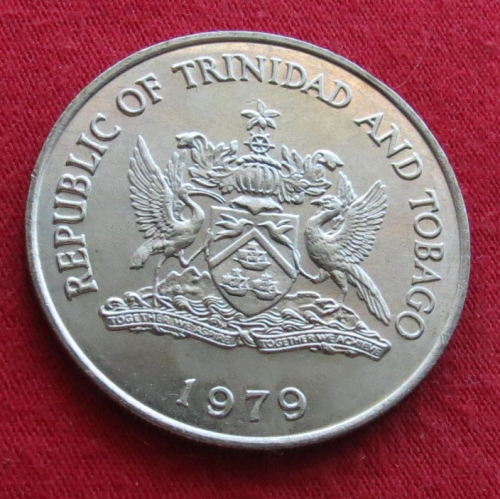 REPUBLIC OF TRINIDAD AND TOBAGO
TOGETHER WE ASPIRE TOGETHER WE ACHIEVE
1979